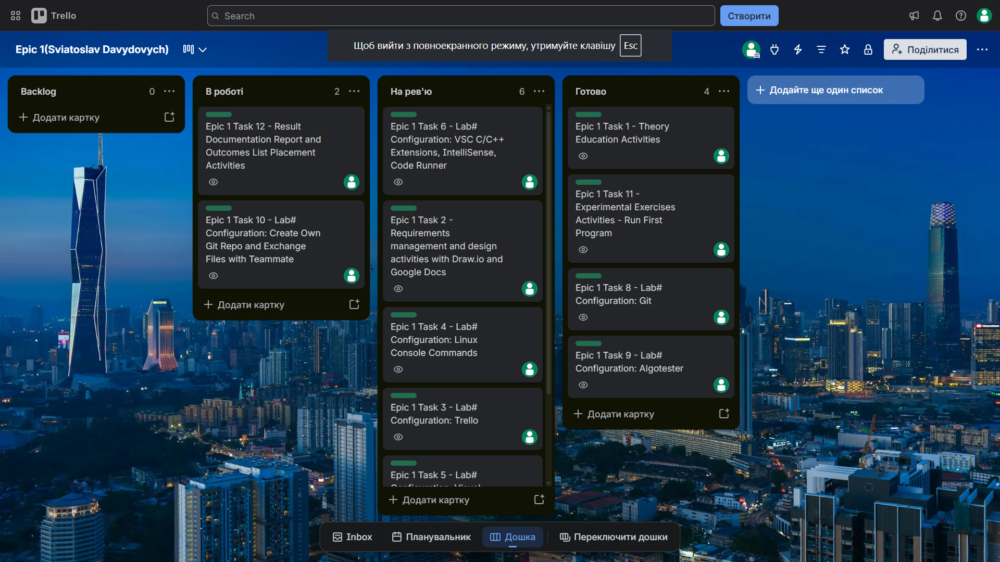 Trello
Search
Створити
Epic 1(Sviatoslav Davydovych)
Щоб вийти з повноекранного режиму, утримуйте клавішу Esc
Поділитися
Backlog 0
Додати картку
В роботі 2
Epic 1 Task 12 - Result
Documentation Report and
Outcomes List Placement
Activities
Epic 1 Task 10 - Lab#
Configuration: Create Own
Git Repo and Exchange
Files with Teammate
Додати картку
На рев'ю 6
Epic 1 Task 6 - Lab#
Configuration: VSC C/C++
Extensions, IntelliSense,
Code Runner
Epic 1 Task 2 -
Requirements
management and design
activities with Draw.io and
Google Docs
Epic 1 Task 4 - Lab#
Configuration: Linux
Console Commands
Epic 1 Task 3 - Lab#
Configuration: Trello
Epic 1 Task 5 - Lab#
Configuration: Visual
Додати картку
Готово 4
Epic 1 Task 1 - Theory
Education Activities
Epic 1 Task 11 -
Experimental Exercises
Activities - Run First
Program
Epic 1 Task 8 - Lab#
Configuration: Git
Epic 1 Task 9 - Lab#
Configuration: Algotester
Додати картку
Додайте ще один список
Inbox
Планувальник
Дошка
Переключити дошки